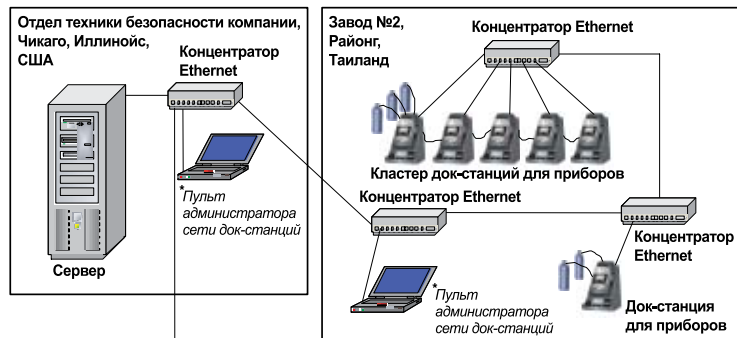 Отдел техники безопасности компании,
Чикаго, Иллинойс,
США
Концентратор
Ethernet
*Пульт
администратора
сети док-станций
Сервер
Завод №2,
Районг,
Таиланд
Концентратор
Ethernet
Кластер док-станций для приборов
Концентратор Ethernet
Концентратор
Ethernet
*Пульт
администратора
сети док-станций
Док-станция
для приборов